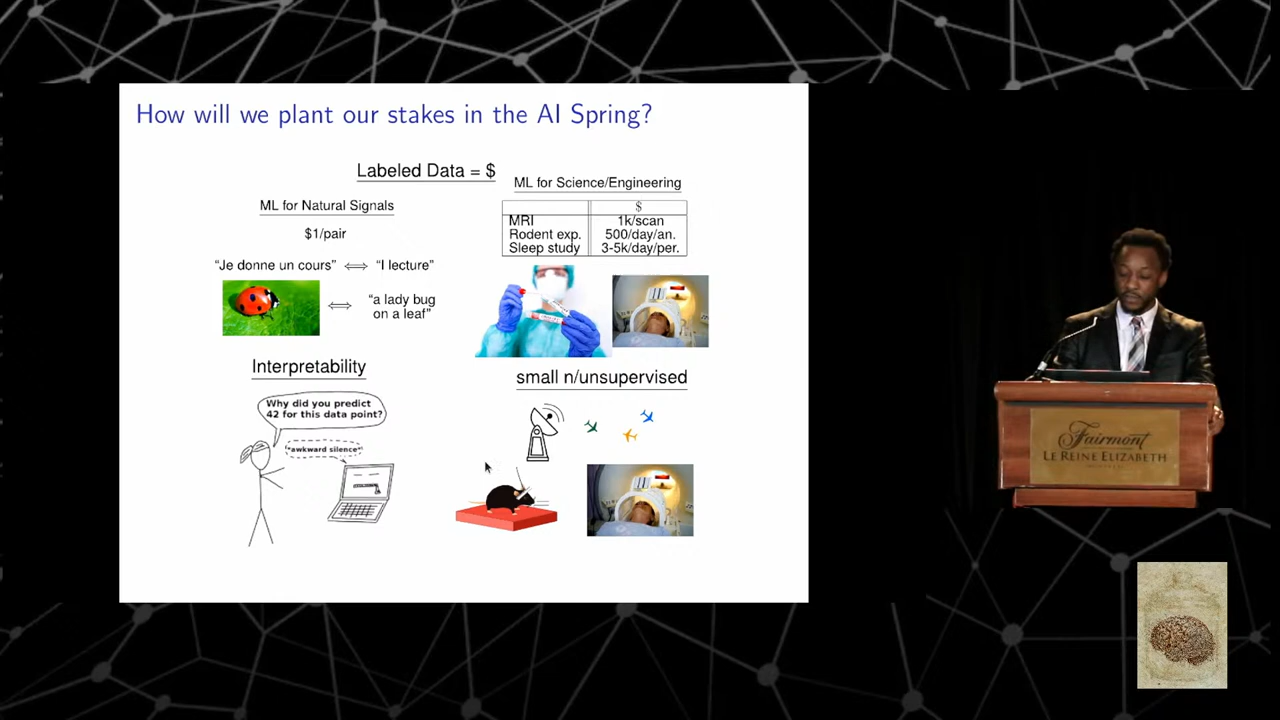 How will we plant our stakes in the AI Spring?
Labeled Data = $
ML for Natural Signals
$1/pair
“Je donne un cours” ⟺ “I lecture”
⟺ “a lady bug
on a leaf”
ML for Science/Engineering
$
MRI 1k/scan
Rodent exp. 500/day/an.
Sleep study 3-5k/day/per.
Interpretability
Why did you predict
42 for this data point?
*awkward silence*
small n/unsupervised
Fairmont
LE REINE ELIZABETH